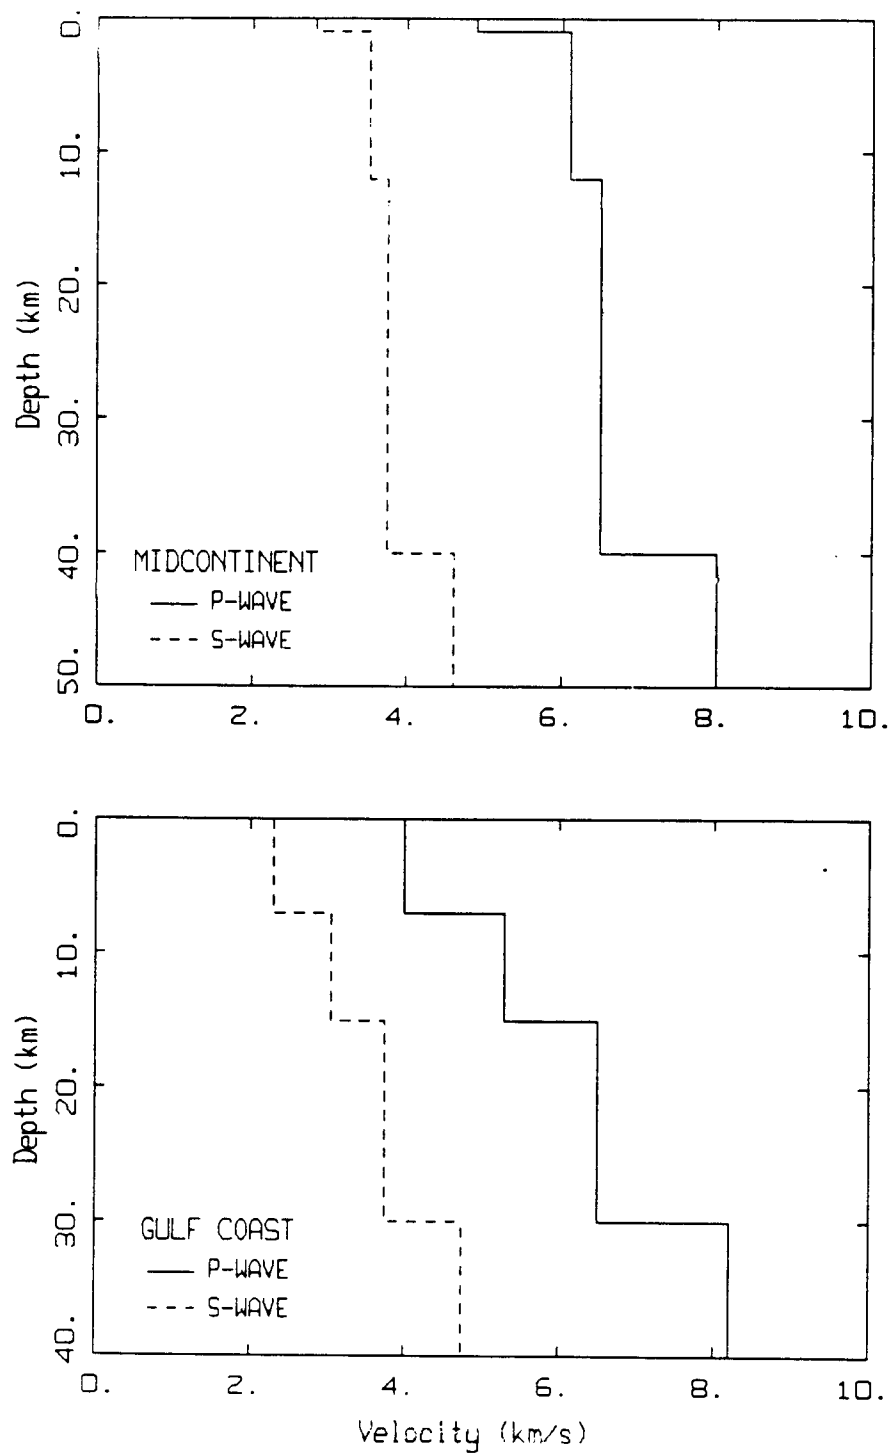 0.
10.
20.
30.
40.
50.
Depth (km)
MIDCONTINENT
P-WAVE
S-WAVE
0. 2. 4. 6. 8. 10.
0.
10.
20.
30.
40.
Depth (km)
GULF COAST
P-WAVE
S-WAVE
0. 2. 4. 6. 8. 10.
Velocity (km/s)